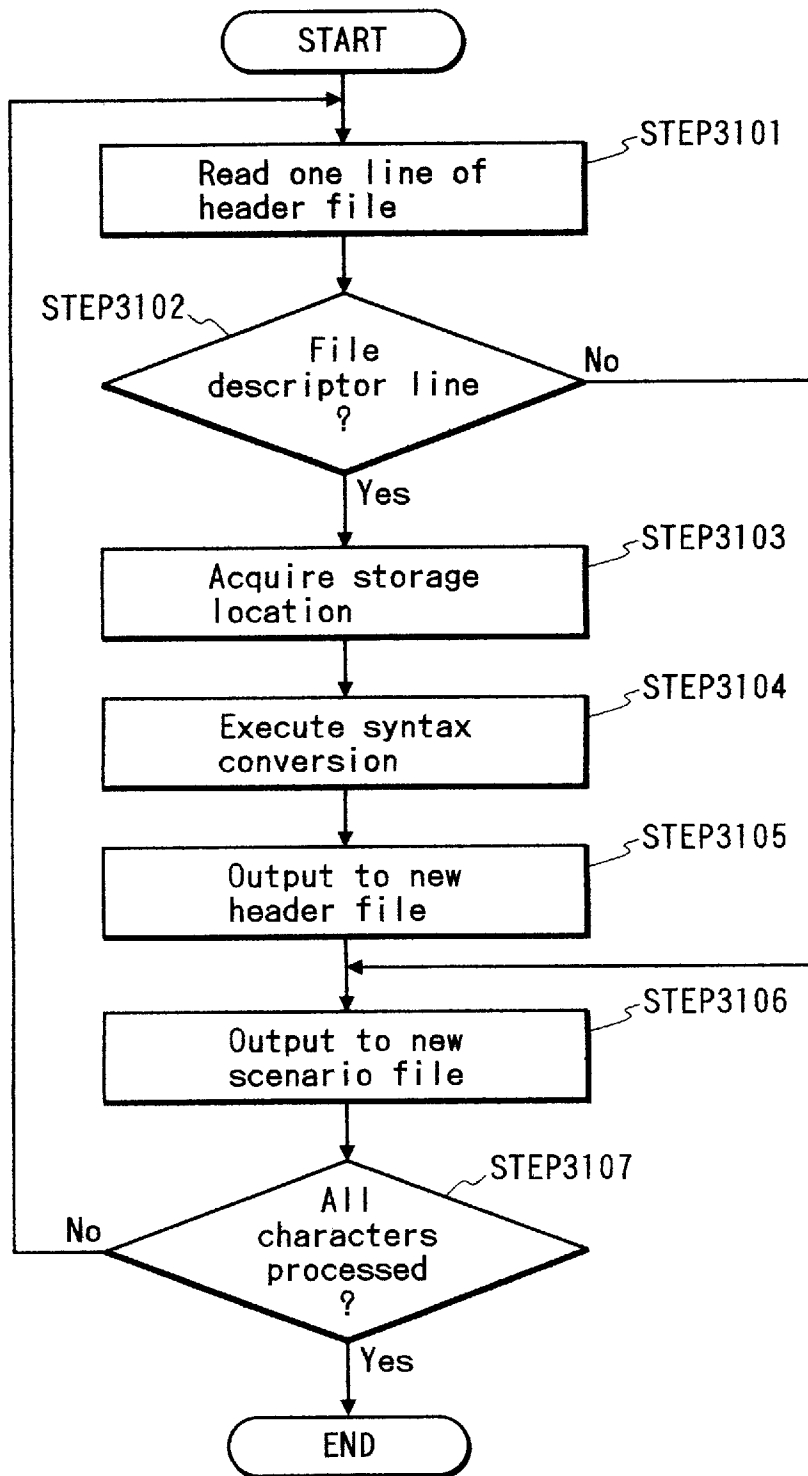 START
STEP3101
Read one line of
header file
STEP3102
File
descriptor line
?
No
Yes
STEP3103
Acquire storage
location
STEP3104
Execute syntax
conversion
STEP3105
Output to new
header file
STEP3106
Output to new
scenario file
STEP3107
All
characters
processed
?
No
Yes
END